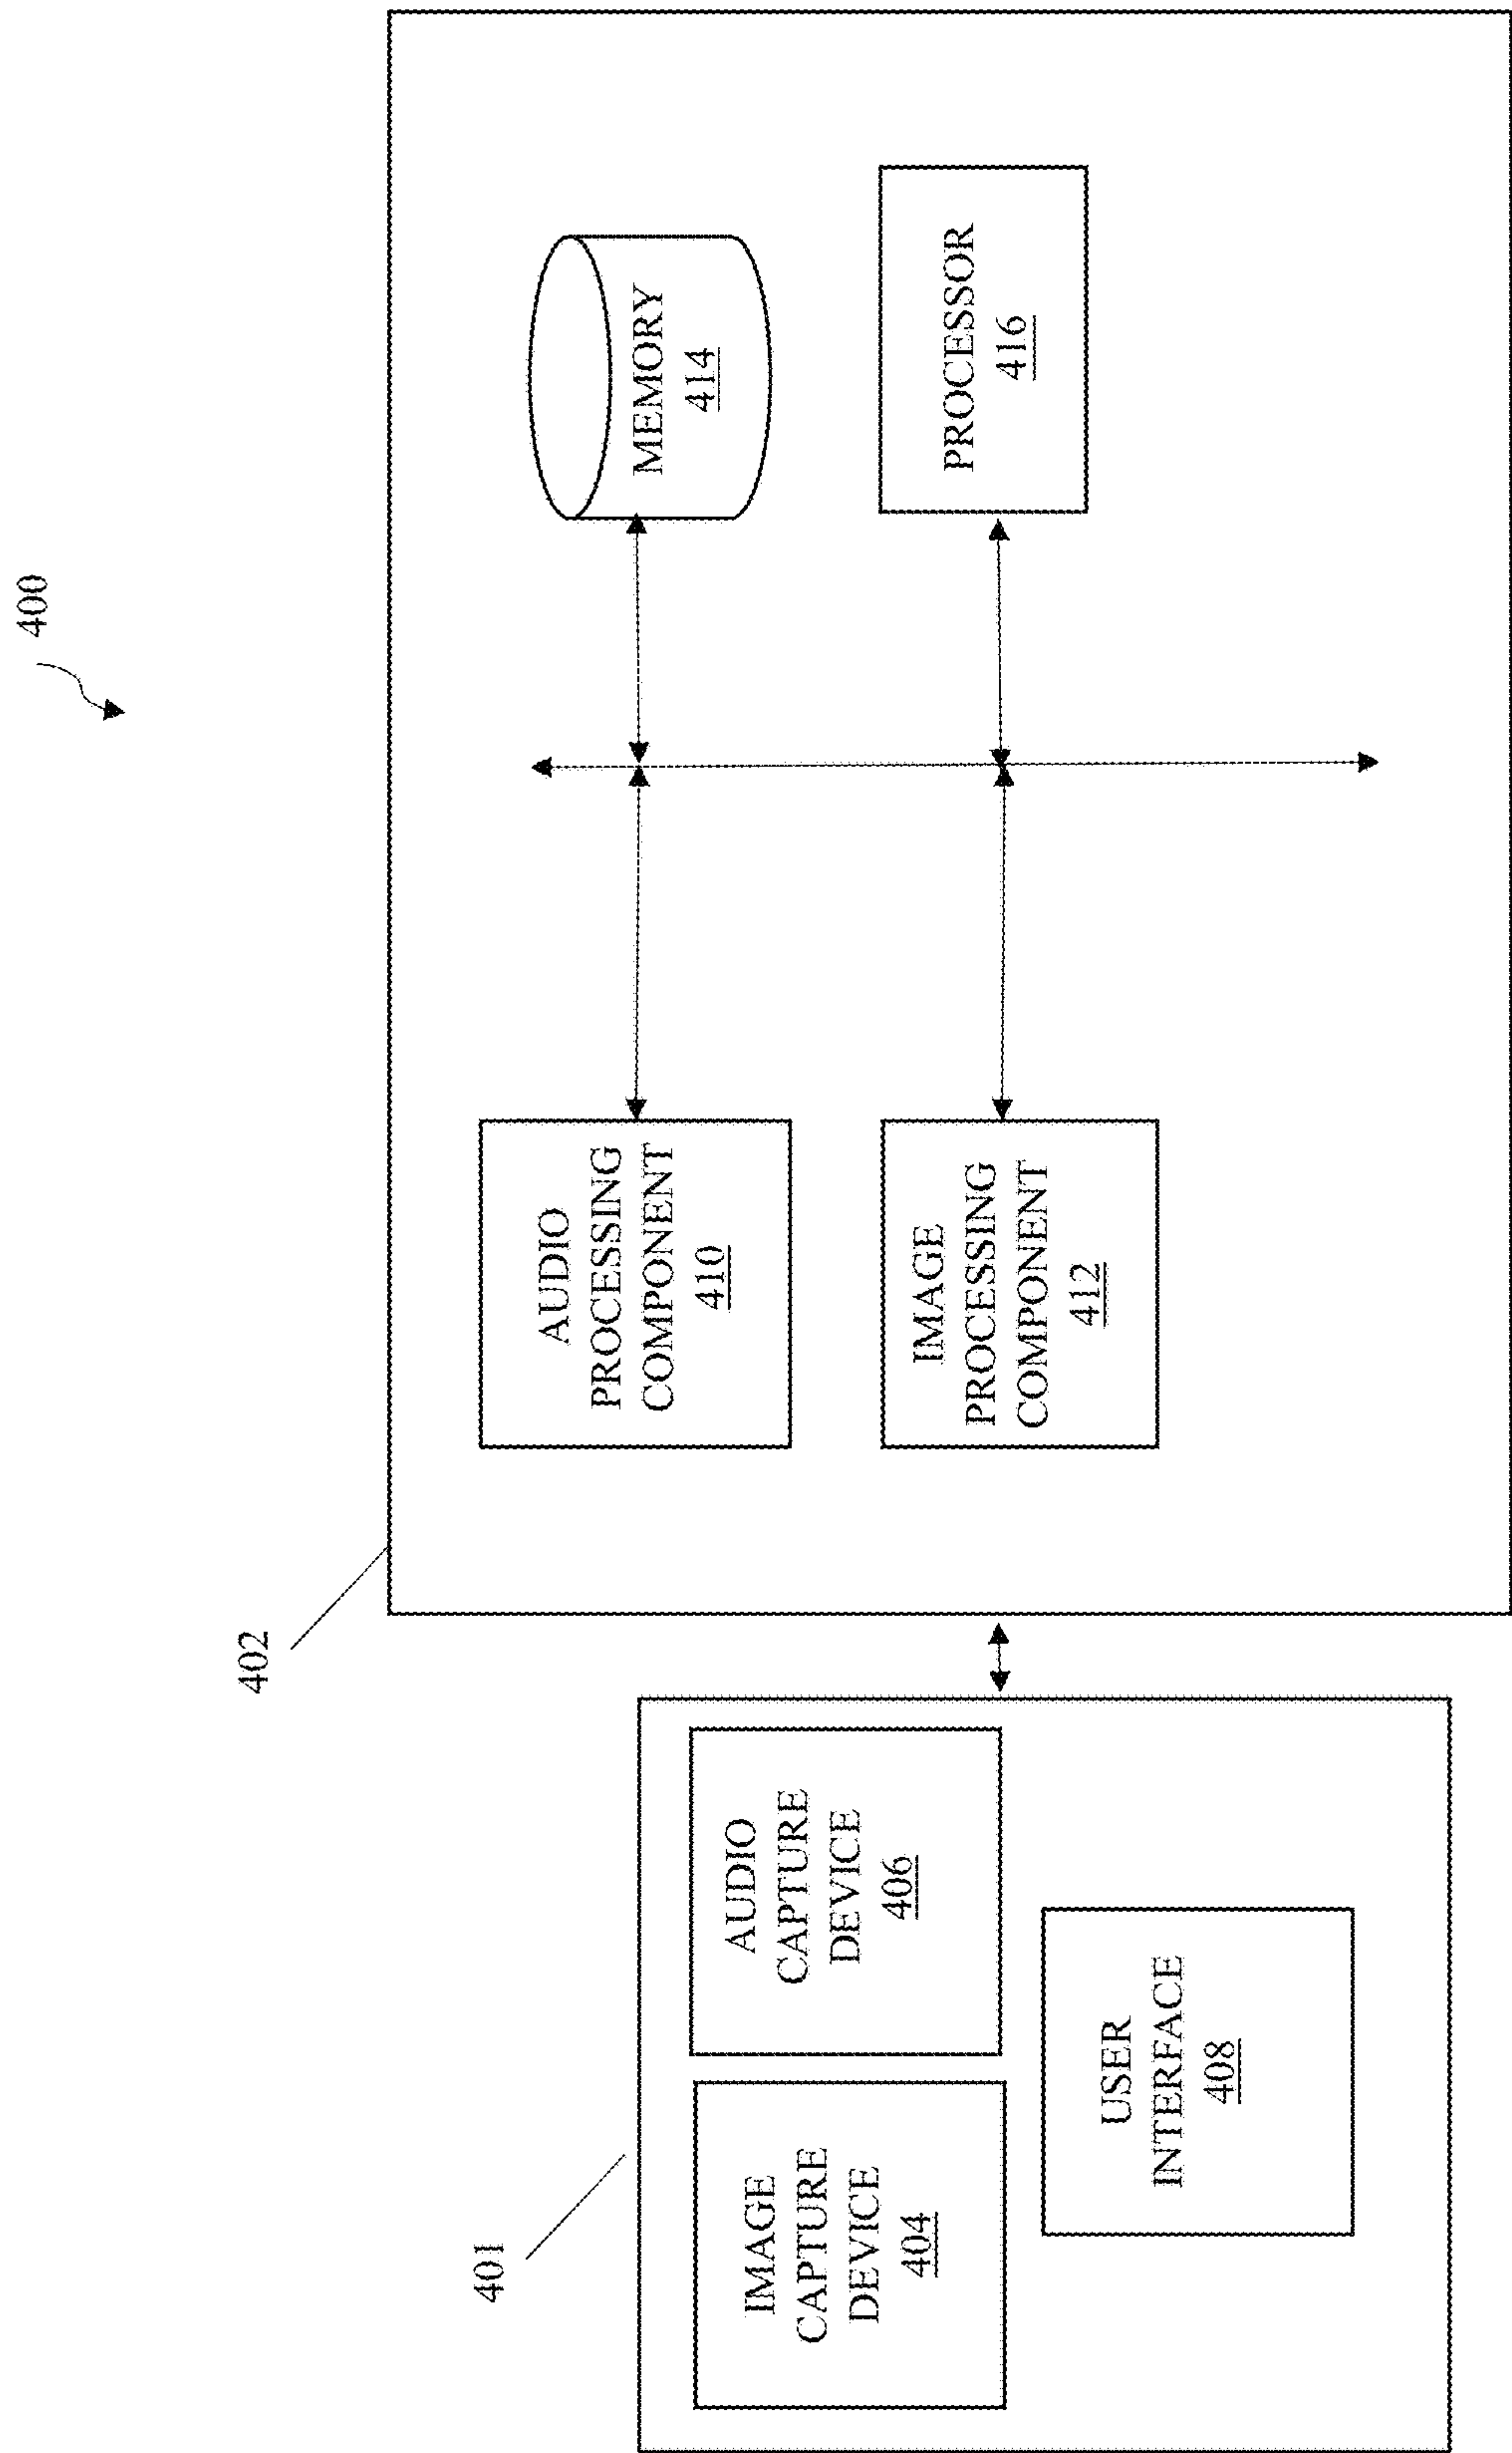 400
402
401
IMAGE
CAPTURE
DEVICE
404
AUDIO
CAPTURE
DEVICE
406
USER
INTERFACE
408
AUDIO
PROCESSING
COMPONENT
410
IMAGE
PROCESSING
COMPONENT
412
MEMORY
414
PROCESSOR
416